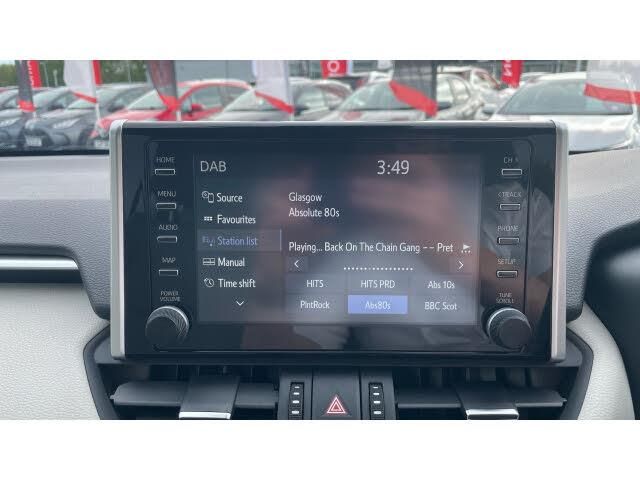 HOME
MENU
AUDIO
MAP
POWER
VOLUME
DAB
3:49
Source
Favourites
Station list
Manual
Time shift
Glasgow
Absolute 80s
Playing... Back On The Chain Gang -- Pret
HITS
HITS PRD
Abs 10s
PlntRock
Abs80s
BBC Scot
CH
TRACK
PHONE
SETUP
TUNE
SCROLL